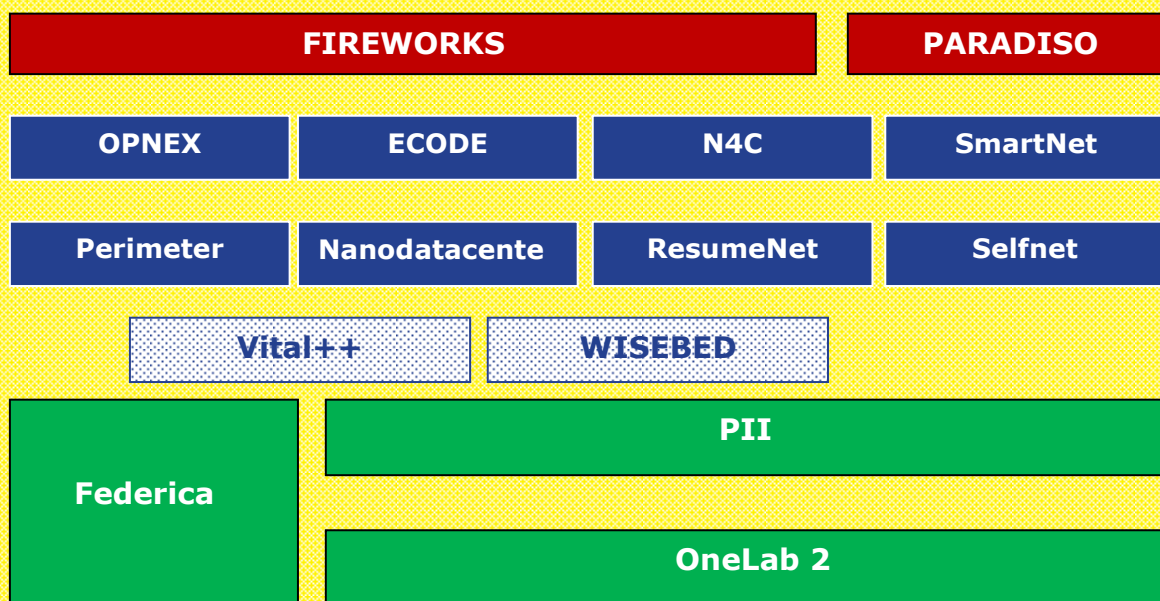 FIREWORKS
PARADISO
OPNEX
ECODE
N4C
SmartNet
Perimeter
Nanodatacente
ResumeNet
Selfnet
Vital++
WISEBED
PII
Federica
OneLab 2